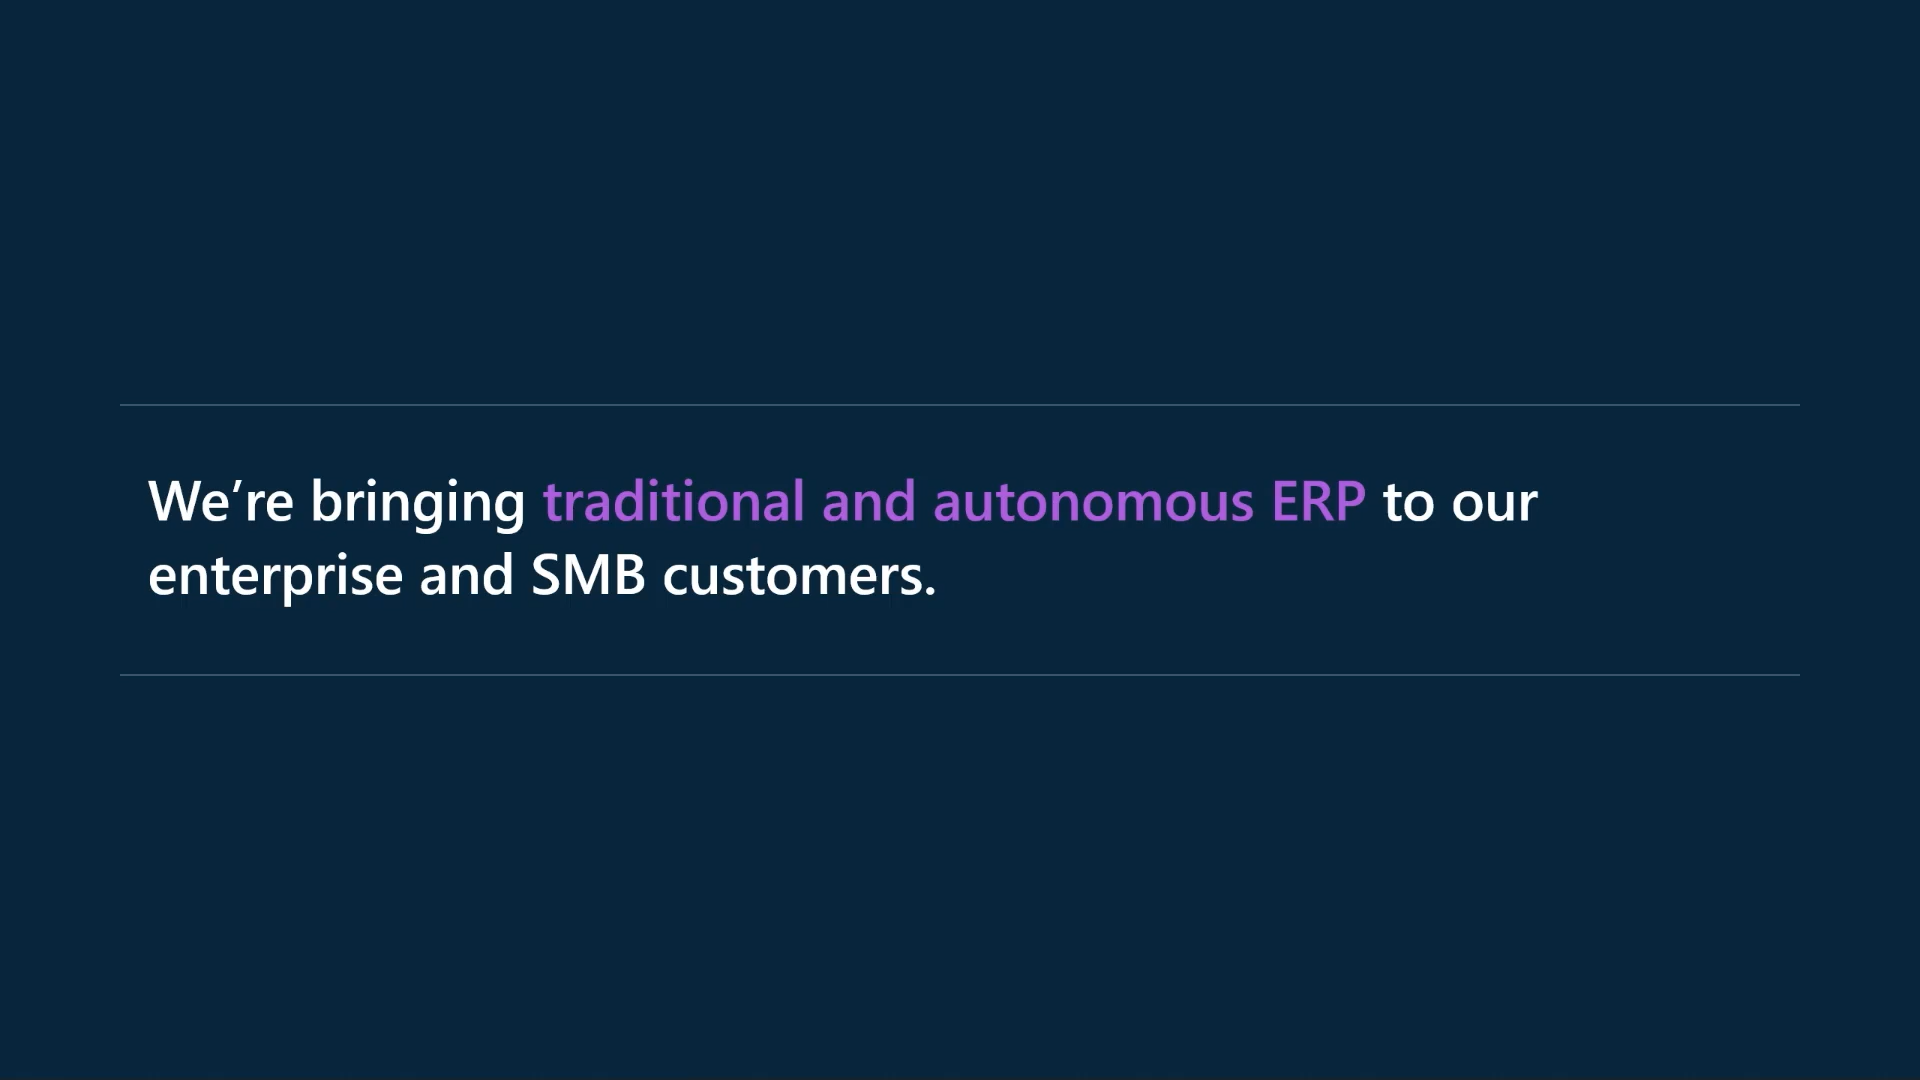 We’re bringing traditional and autonomous ERP to our
enterprise and SMB customers.